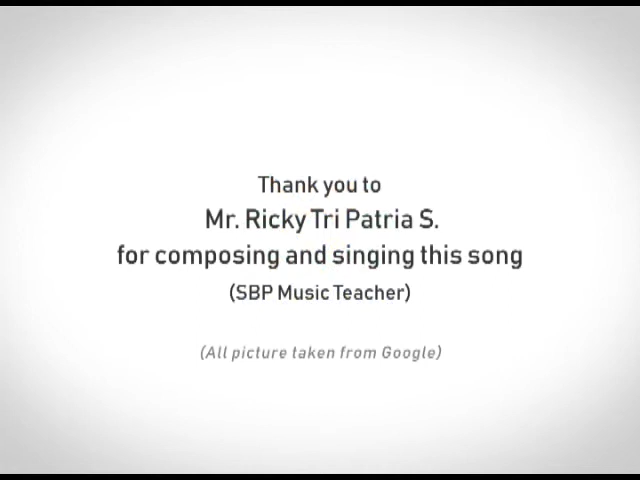 Thank you to
Mr. Ricky Tri Patria S.
for composing and singing this song
(SBP Music Teacher)
(All picture taken from Google)